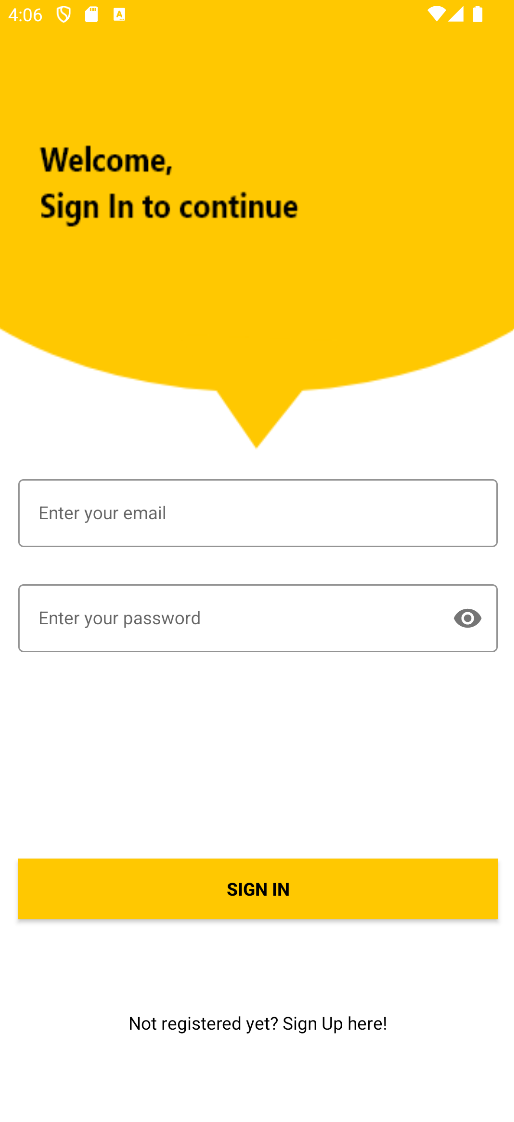 4:06
Welcome,
Sign In to continue
Enter your email
Enter your password
SIGN IN
Not registered yet? Sign Up here!